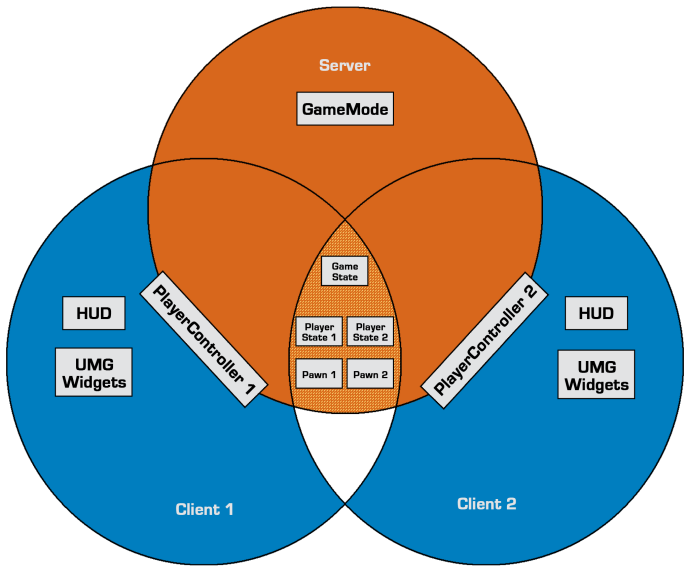 Server
GameMode
Game
State
HUD
PlayerController 1
Player
State 1
Player
State 2
PlayerController 2
HUD
UMG
Widgets
Pawn 1
Pawn 2
UMG
Widgets
Client 1
Client 2